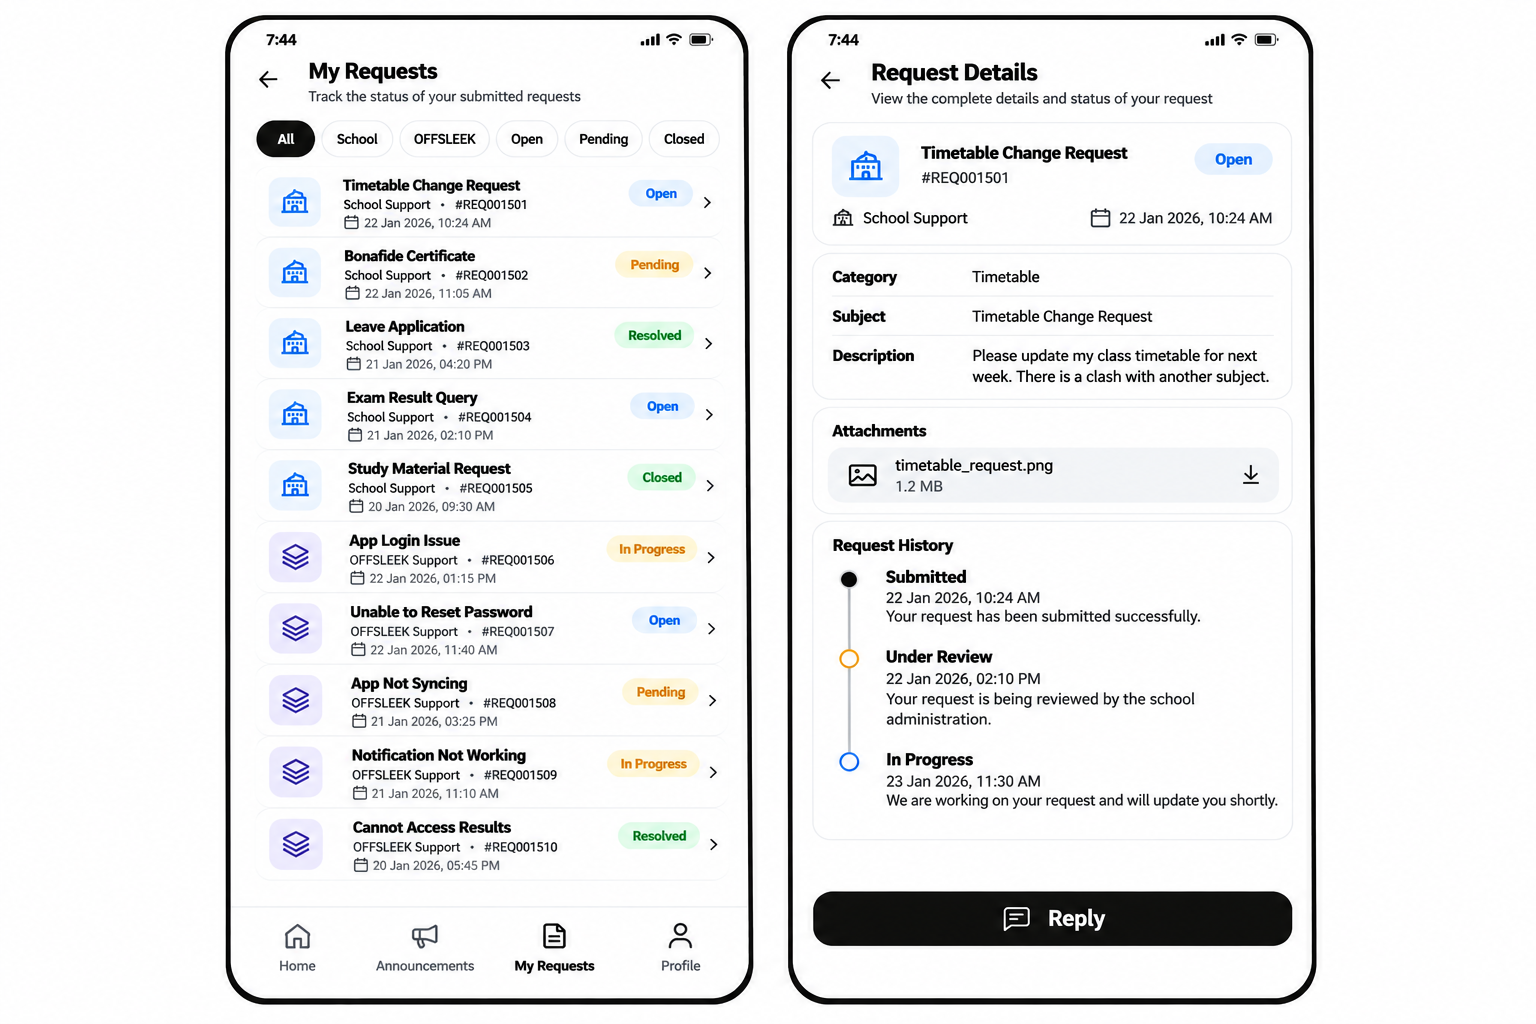 7:44
My Requests
Track the status of your submitted requests
All School OFFSLEEK Open Pending Closed
Timetable Change Request
Open
School Support • #REQ001501
22 Jan 2026, 10:24 AM
Bonafide Certificate
Pending
School Support • #REQ001502
22 Jan 2026, 11:05 AM
Leave Application
Resolved
School Support • #REQ001503
21 Jan 2026, 04:20 PM
Exam Result Query
Open
School Support • #REQ001504
21 Jan 2026, 02:10 PM
Study Material Request
Closed
School Support • #REQ001505
20 Jan 2026, 09:30 AM
App Login Issue
In Progress
OFFSLEEK Support • #REQ001506
22 Jan 2026, 01:15 PM
Unable to Reset Password
Open
OFFSLEEK Support • #REQ001507
22 Jan 2026, 11:40 AM
App Not Syncing
Pending
OFFSLEEK Support • #REQ001508
21 Jan 2026, 03:25 PM
Notification Not Working
In Progress
OFFSLEEK Support • #REQ001509
21 Jan 2026, 11:10 AM
Cannot Access Results
Resolved
OFFSLEEK Support • #REQ001510
20 Jan 2026, 05:45 PM
Home Announcements My Requests Profile
7:44
Request Details
View the complete details and status of your request
Timetable Change Request
Open
#REQ001501
School Support 22 Jan 2026, 10:24 AM
Category Timetable
Subject Timetable Change Request
Description Please update my class timetable for next
week. There is a clash with another subject.
Attachments
timetable_request.png
1.2 MB
Request History
Submitted
22 Jan 2026, 10:24 AM
Your request has been submitted successfully.
Under Review
22 Jan 2026, 02:10 PM
Your request is being reviewed by the school
administration.
In Progress
23 Jan 2026, 11:30 AM
We are working on your request and will update you shortly.
Reply